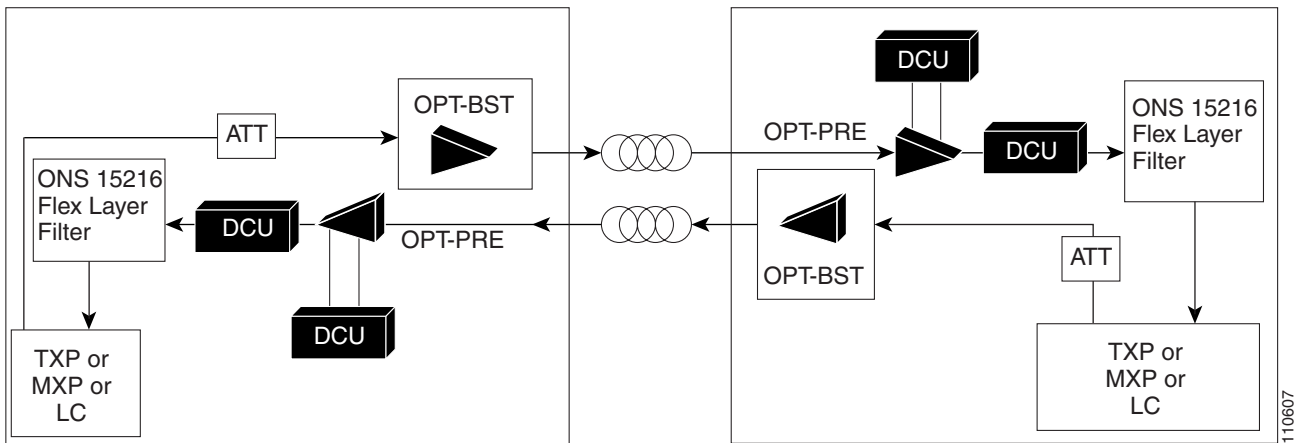 OPT-BST
ATT
ONS 15216
Flex Layer
Filter
DCU
OPT-PRE
DCU
TXP or
MXP or
LC
DCU
OPT-PRE
DCU
ONS 15216
Flex Layer
Filter
OPT-BST
ATT
TXP or
MXP or
LC
110607